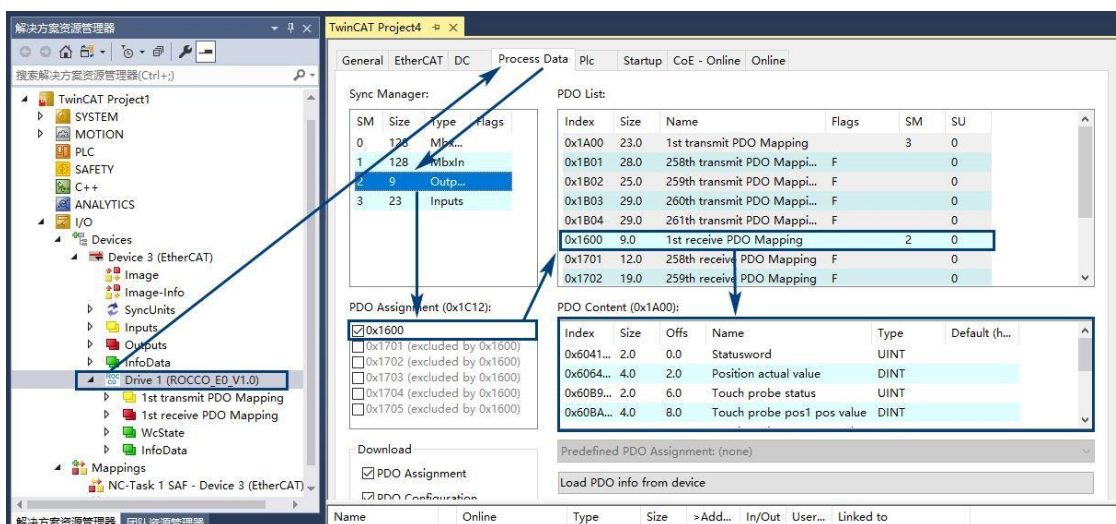 解决方案资源管理器
搜索解决方案资源管理器(Ctrl+;)
TwinCAT Project1
SYSTEM
MOTION
PLC
SAFETY
C++
ANALYTICS
I/O
Devices
Device 3 (EtherCAT)
Image
Image-Info
SyncUnits
Inputs
Outputs
InfoData
Drive 1 (ROCCO_E0_V1.0)
1st transmit PDO Mapping
1st receive PDO Mapping
WcState
InfoData
Mappings
NC-Task 1 SAF - Device 3 (EtherCAT)
解决方案资源管理器 团队资源管理器
TwinCAT Project4
General EtherCAT DC Process Data Plc Startup CoE - Online Online
Sync Manager:
SM Size Type Flags
0 128 Mbx...
1 128 MbxIn
2 9 Outp...
3 23 Inputs
PDO List:
Index Size Name Flags SM SU
0x1A00 23.0 1st transmit PDO Mapping 3 0
0x1B01 28.0 258th transmit PDO Mappi... F 0
0x1B02 25.0 259th transmit PDO Mappi... F 0
0x1B03 29.0 260th transmit PDO Mappi... F 0
0x1B04 29.0 261th transmit PDO Mappi... F 0
0x1600 9.0 1st receive PDO Mapping 2 0
0x1701 12.0 258th receive PDO Mapping F 0
0x1702 19.0 259th receive PDO Mapping F 0
PDO Assignment (0x1C12):
0x1600
0x1701 (excluded by 0x1600)
0x1702 (excluded by 0x1600)
0x1703 (excluded by 0x1600)
0x1704 (excluded by 0x1600)
0x1705 (excluded by 0x1600)
PDO Content (0x1A00):
Index Size Offs Name Type Default (h...
0x6041... 2.0 0.0 Statusword UINT
0x6064... 4.0 2.0 Position actual value DINT
0x60B9... 2.0 6.0 Touch probe status UINT
0x60BA... 4.0 8.0 Touch probe pos1 pos value DINT
Download
PDO Assignment
PDO Configuration
Predefined PDO Assignment: (none)
Load PDO info from device
Name Online Type Size >Add... In/Out User... Linked to